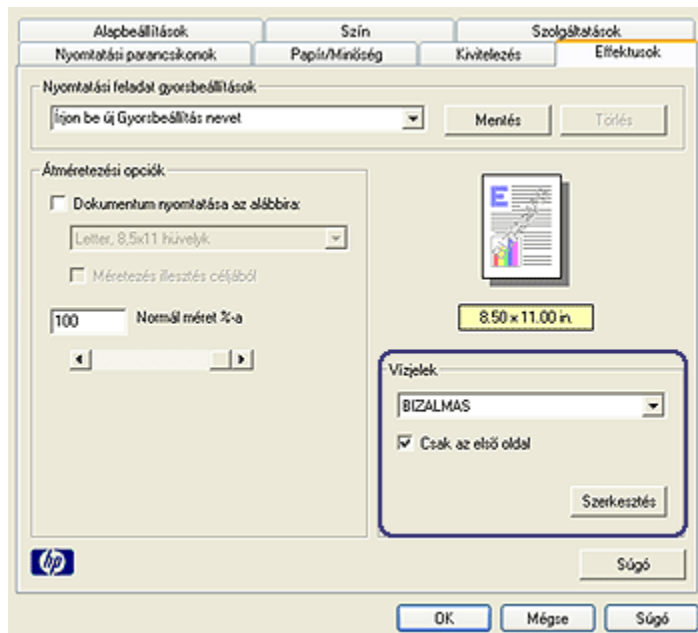 Alapbeállítások Szín Szolgáltatások
Nyomtatási parancsikonok Papír/Minőség Kivitelezés Effektusok
Nyomtatási feladat gyorsbeállítások
Írjon be új Gyorsbeállítás nevet Mentés Törlés
Átméretezési opciók
Dokumentum nyomtatása az alábbira:
Letter, 8,5x11 hüvelyk
Méretezés illesztés céljából
100 Normál méret %-a
E
8.50 × 11.00 in.
Vízjelek
BIZALMAS
Csak az első oldal
Szerkesztés
hp Súgó
OK Mégse Súgó